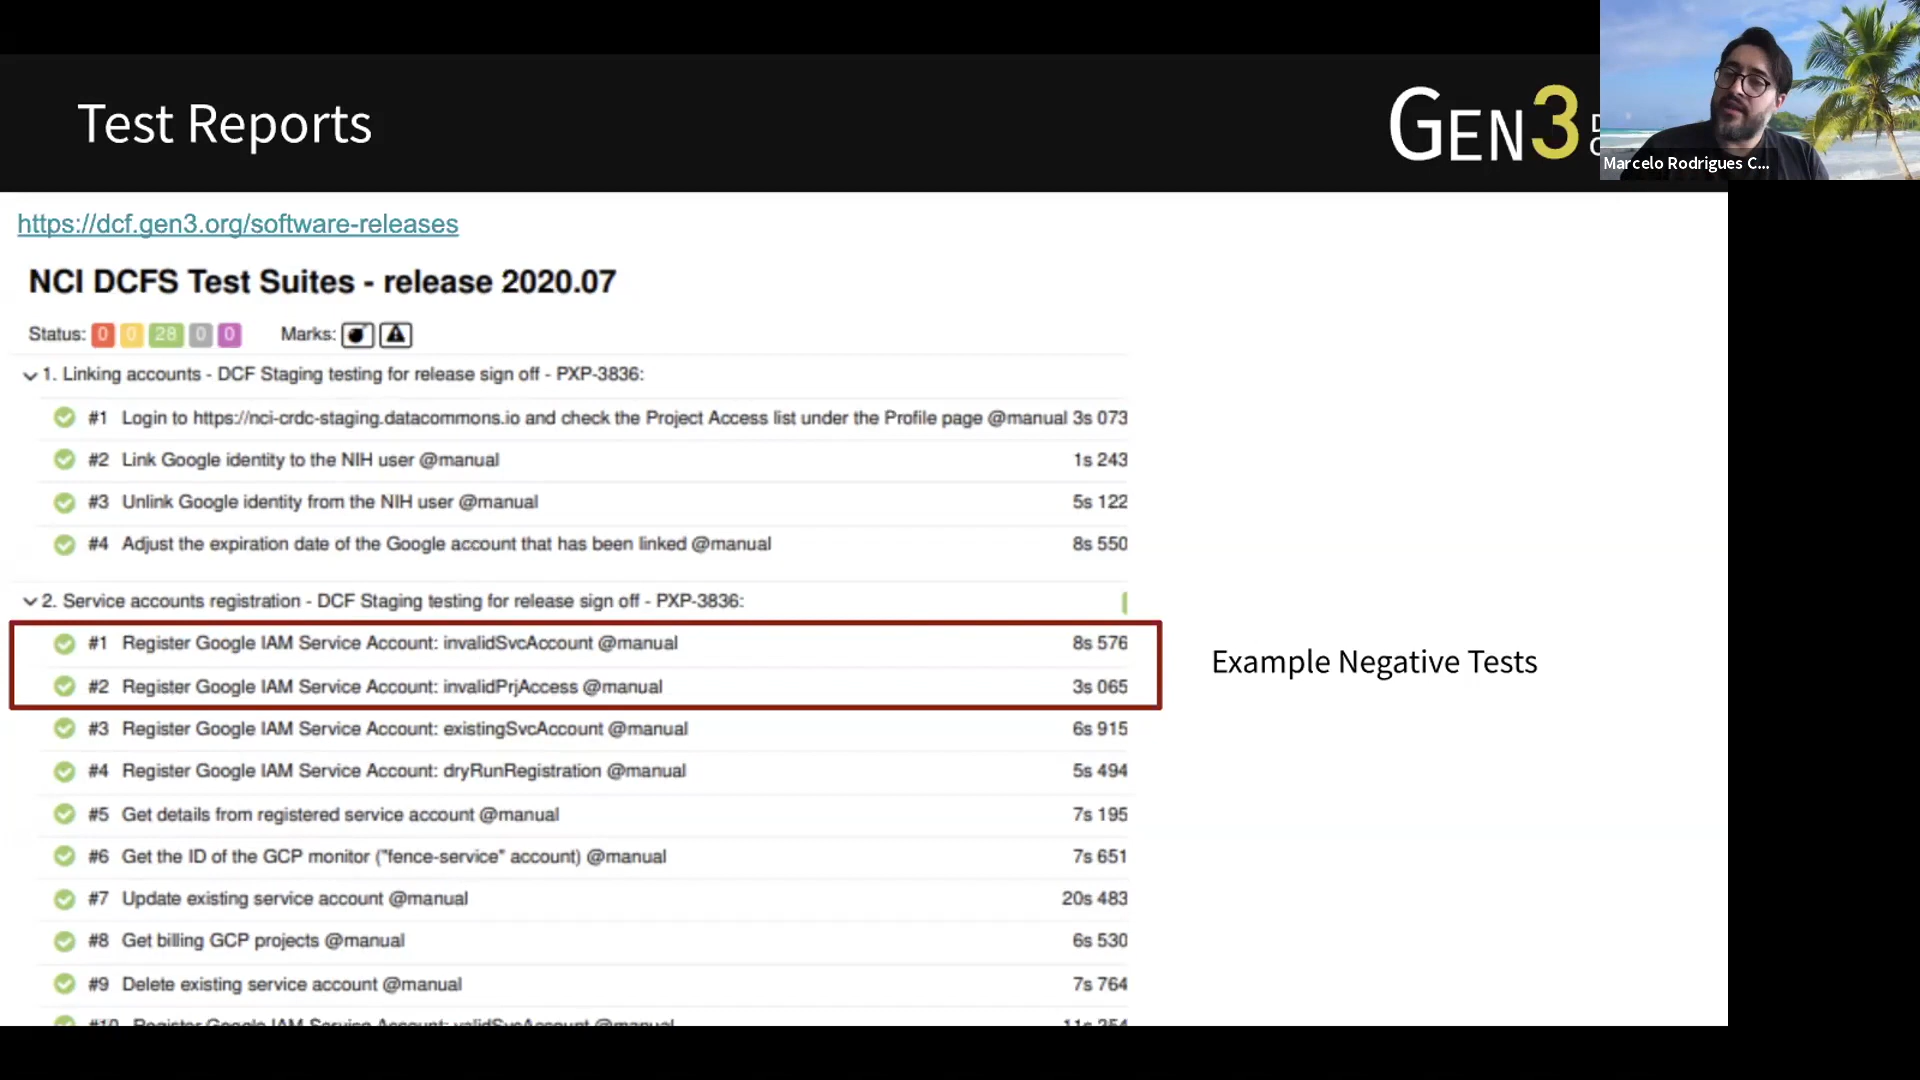 Test Reports
GEN3
Marcelo Rodrigues C...
https://dcf.gen3.org/software-releases
NCI DCFS Test Suites - release 2020.07
Status: 0 0 28 0 0 Marks:
1. Linking accounts - DCF Staging testing for release sign off - PXP-3836:
#1 Login to https://nci-crdc-staging.datacommons.io and check the Project Access list under the Profile page @manual 3s 073
#2 Link Google identity to the NIH user @manual 1s 243
#3 Unlink Google identity from the NIH user @manual 5s 122
#4 Adjust the expiration date of the Google account that has been linked @manual 8s 550
2. Service accounts registration - DCF Staging testing for release sign off - PXP-3836:
#1 Register Google IAM Service Account: invalidSvcAccount @manual 8s 576
Example Negative Tests
#2 Register Google IAM Service Account: invalidPrjAccess @manual 3s 065
#3 Register Google IAM Service Account: existingSvcAccount @manual 6s 915
#4 Register Google IAM Service Account: dryRunRegistration @manual 5s 494
#5 Get details from registered service account @manual 7s 195
#6 Get the ID of the GCP monitor ("fence-service" account) @manual 7s 651
#7 Update existing service account @manual 20s 483
#8 Get billing GCP projects @manual 6s 530
#9 Delete existing service account @manual 7s 764
#10 Register Google IAM Service Account: validSvcAccount @manual 11s 254